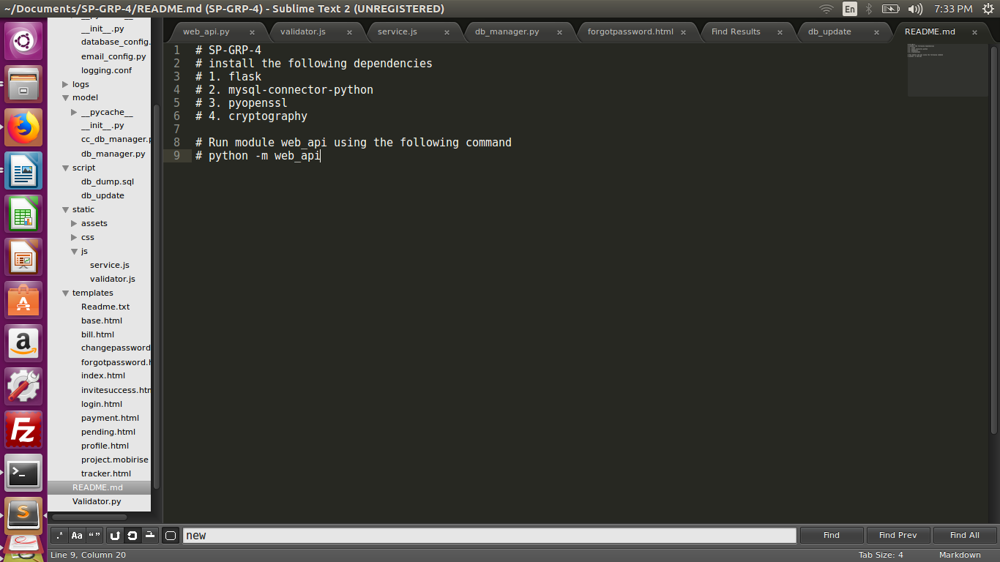 ~/Documents/SP-GRP-4/README.md (SP-GRP-4) - Sublime Text 2 (UNREGISTERED)
En
7:33 PM
__init__.py
database_config.
email_config.py
logging.conf
logs
model
__pycache__
__init__.py
cc_db_manager.p
db_manager.py
script
db_dump.sql
db_update
static
assets
css
js
service.js
validator.js
templates
Readme.txt
base.html
bill.html
changepassword
forgotpassword.h
index.html
invitesuccess.htm
login.html
payment.html
pending.html
profile.html
project.mobirise
tracker.html
README.md
Validator.py
web_api.py × validator.js × service.js × db_manager.py × forgotpassword.html × Find Results × db_update × README.md ×
1 # SP-GRP-4
2 # install the following dependencies
3 # 1. flask
4 # 2. mysql-connector-python
5 # 3. pyopenssl
6 # 4. cryptography
7
8 # Run module web_api using the following command
9 # python -m web_api
.* Aa “” new Find Find Prev Find All
Line 9, Column 20 Tab Size: 4 Markdown
a
Fz
>_
S